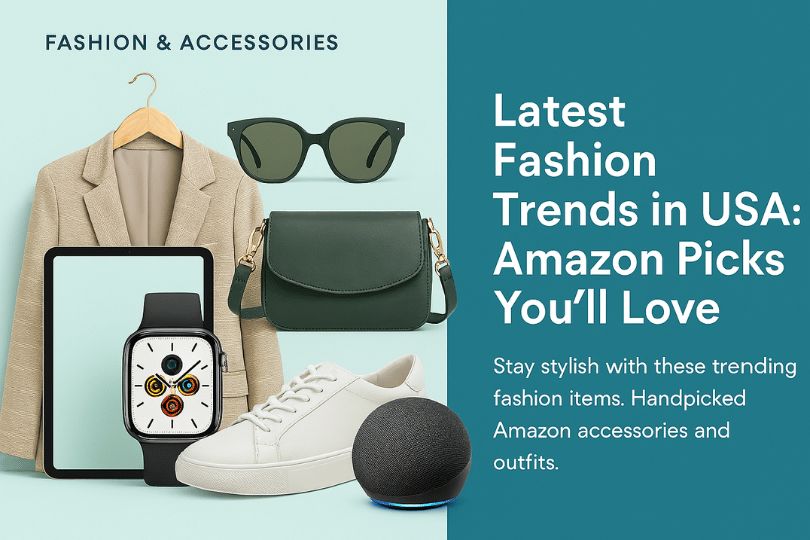 FASHION & ACCESSORIES
Latest
Fashion
Trends in USA:
Amazon Picks
You'll Love
Stay stylish with these trending
fashion items. Handpicked
Amazon accessories and
outfits.